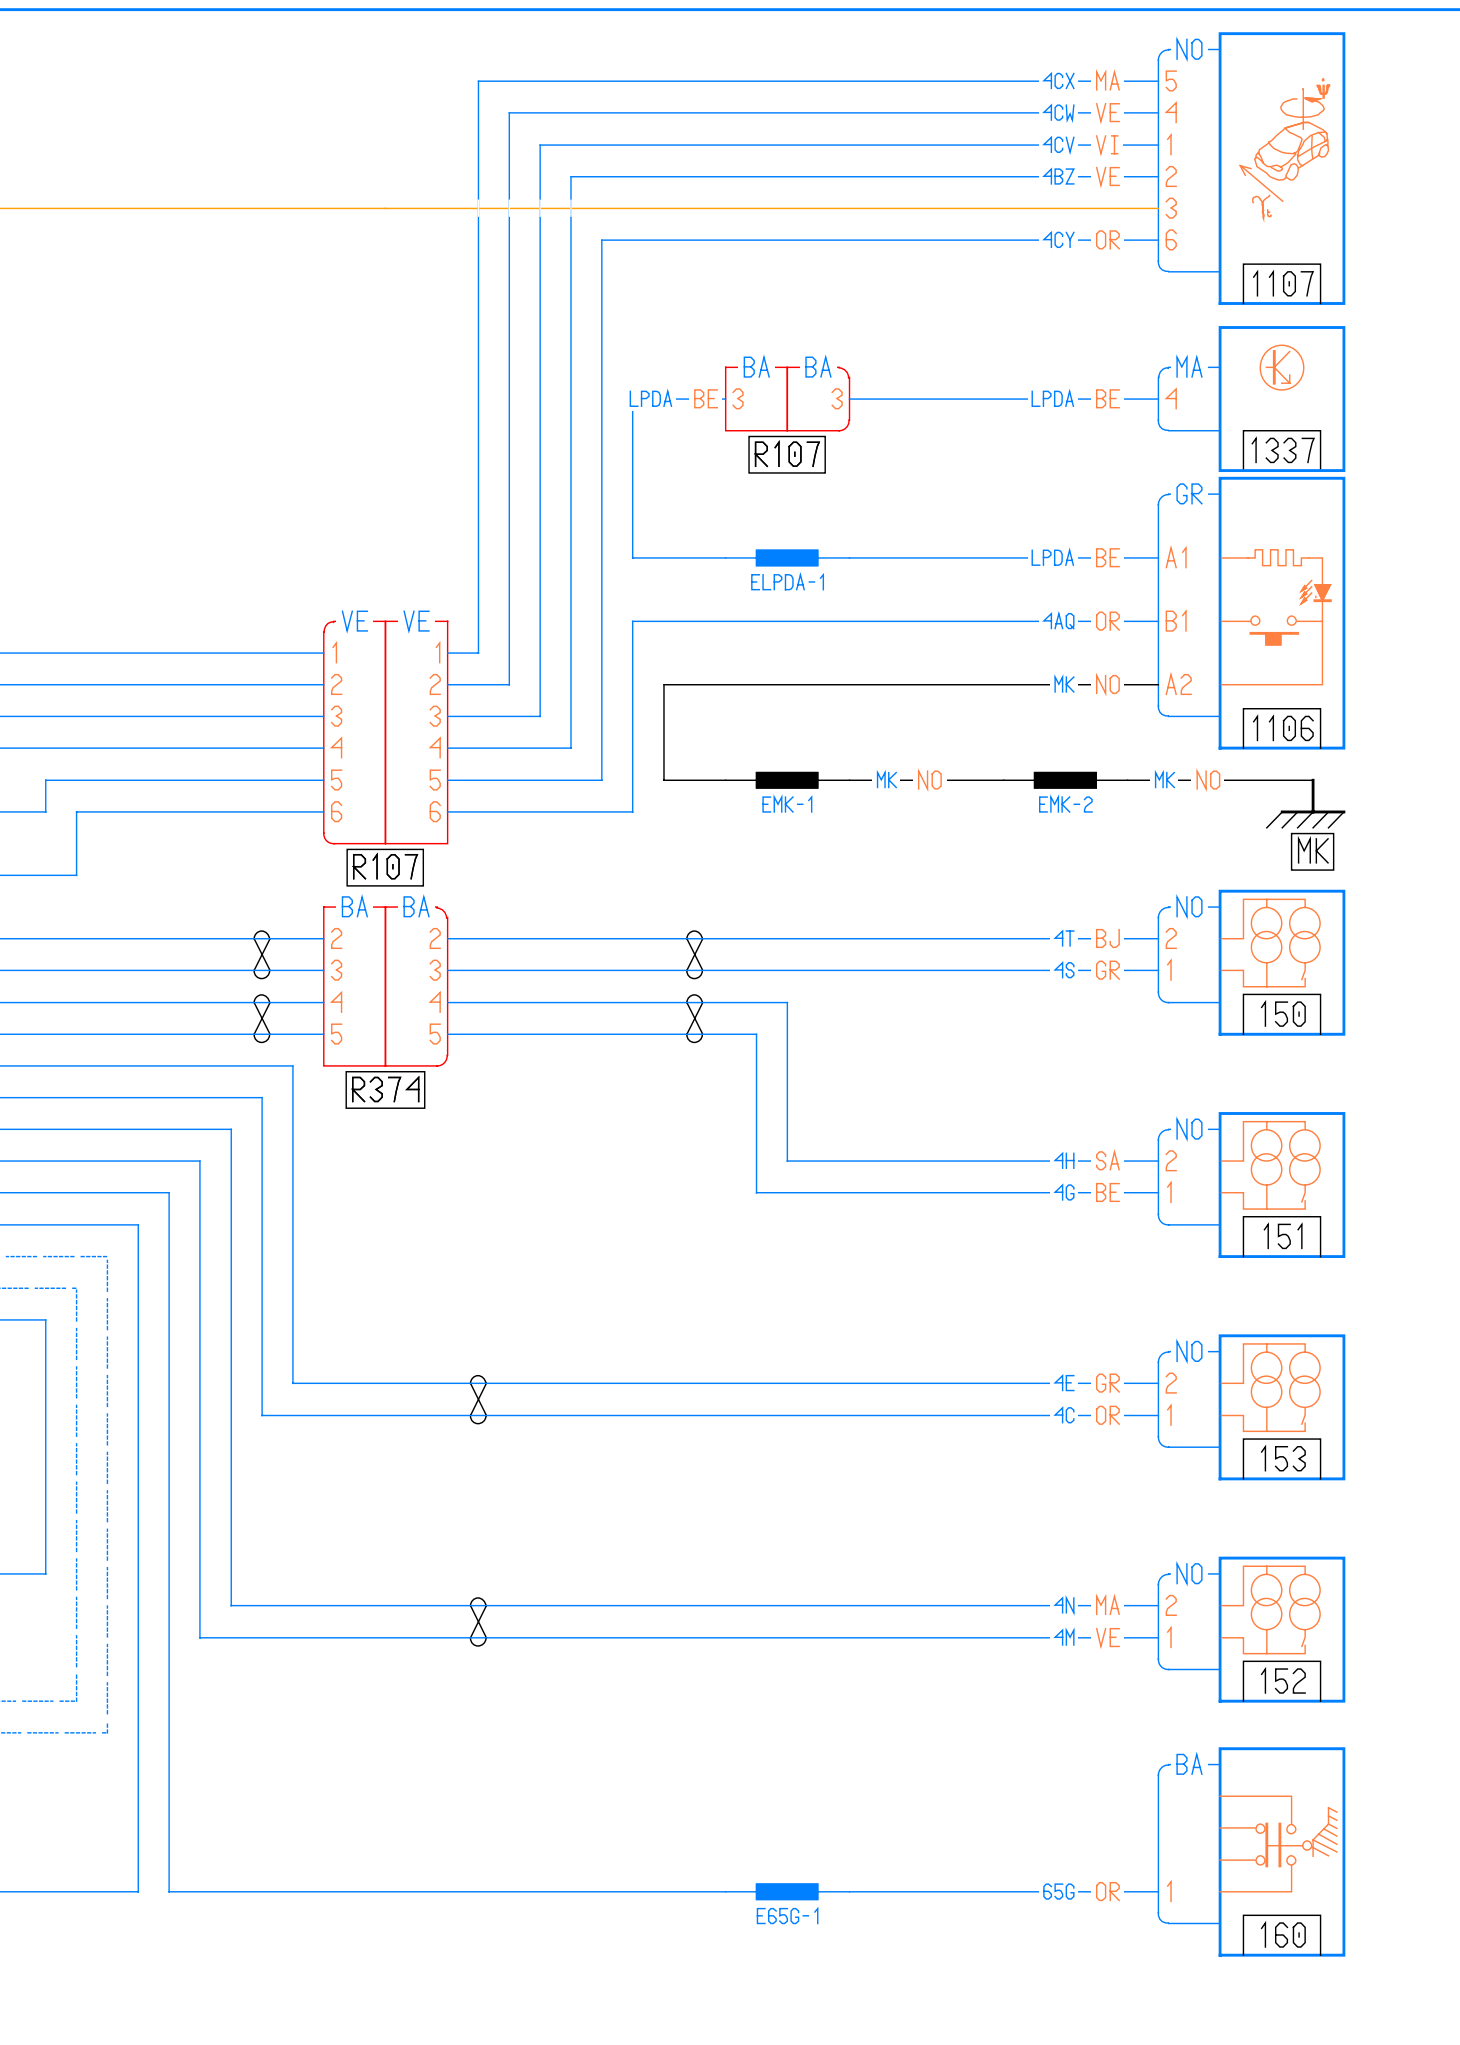 NO
4CX MA 5
4CW VE 4
4CV VI 1
4BZ VE 2
3
4CY OR 6
1107
BA BA MA
LPDA BE 3 3 LPDA BE 4
R107 1337
GR
LPDA BE A1
ELPDA-1
VE VE 4AQ OR B1
1 1
2 2 MK NO A2
3 3
1106
4 4
5 5 MK NO MK NO
6 6 EMK-1 EMK-2
R107 MK
BA BA NO
2 2 4T BJ 2
3 3 4S GR 1
4 4 150
5 5
R374
NO
4H SA 2
4G BE 1
151
NO
4E GR 2
4C OR 1
153
NO
4N MA 2
4M VE 1
152
BA
65G OR 1
E65G-1
160